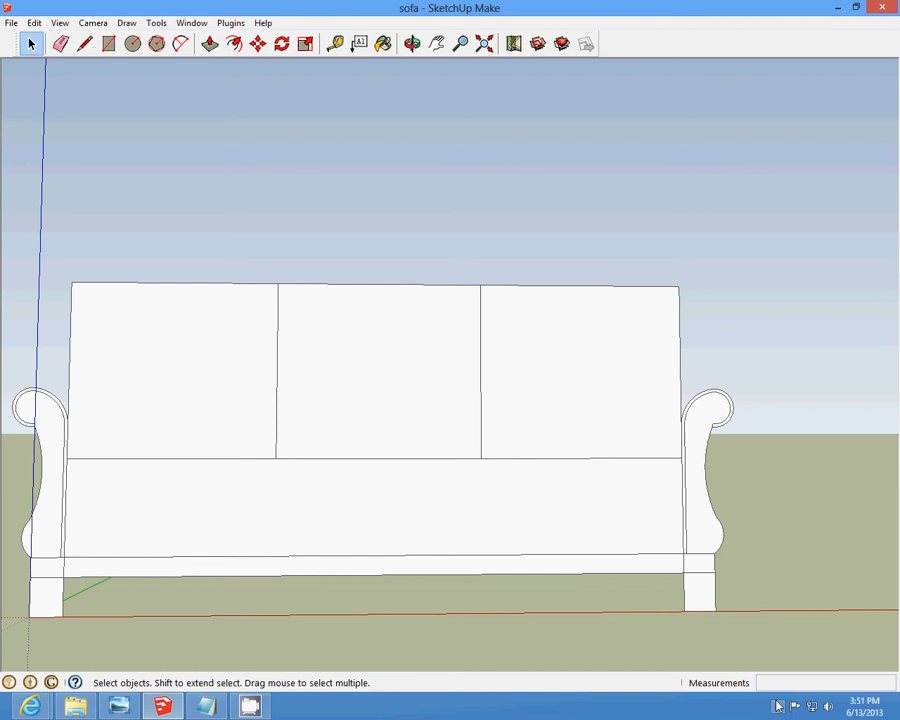 sofa - SketchUp Make
File Edit View Camera Draw Tools Window Plugins Help
A1
Select objects. Shift to extend select. Drag mouse to select multiple.
Measurements
3:51 PM
6/13/2013